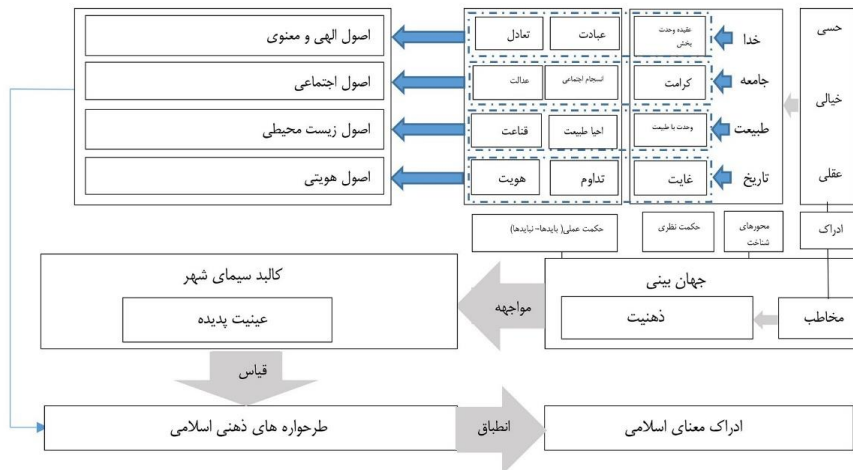 حسی
خیالی
عقلی
ادراک
مخاطب
خدا
جامعه
طبیعت
تاریخ
محورهای
شناخت
عقیده وحدت
بخش
کرامت
وحدت با طبیعت
غایت
حکمت نظری
عبادت
تعادل
انسجام اجتماعی
عدالت
احیا طبیعت
قناعت
تداوم
هویت
حکمت عملی( بایدها- نبایدها)
اصول الهی و معنوی
اصول اجتماعی
اصول زیست محیطی
اصول هویتی
جهان بینی
ذهنیت
مواجهه
کالبد سیمای شهر
عینیت پدیده
قیاس
طرحواره های ذهنی اسلامی
انطباق
ادراک معنای اسلامی